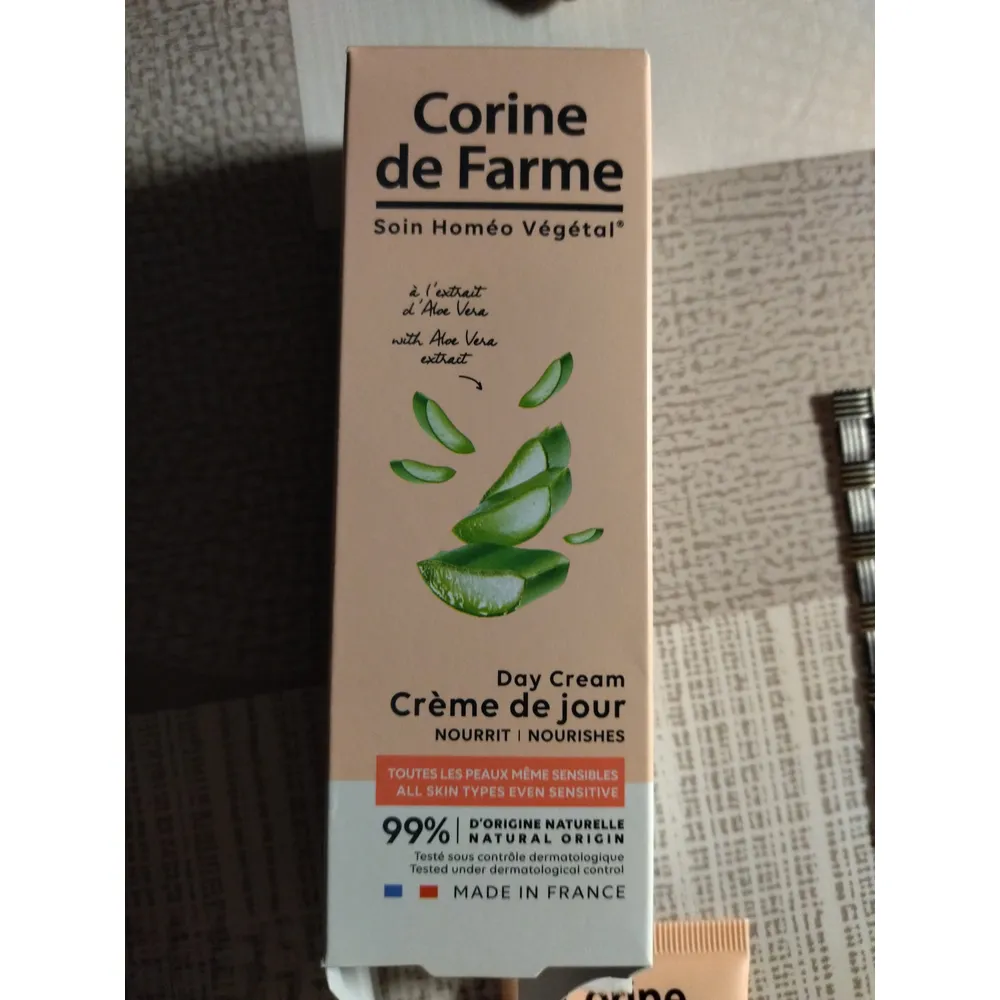 Corine
de Farme
Soin Homéo Végétal®
à l'extrait
d'Aloe Vera
with Aloe Vera
extrait
Day Cream
Crème de jour
NOURRIT | NOURISHES
TOUTES LES PEAUX MÊME SENSIBLES
ALL SKIN TYPES EVEN SENSITIVE
99% | D'ORIGINE NATURELLE
NATURAL ORIGIN
Testé sous contrôle dermatologique
Tested under dermatological control
MADE IN FRANCE
orine